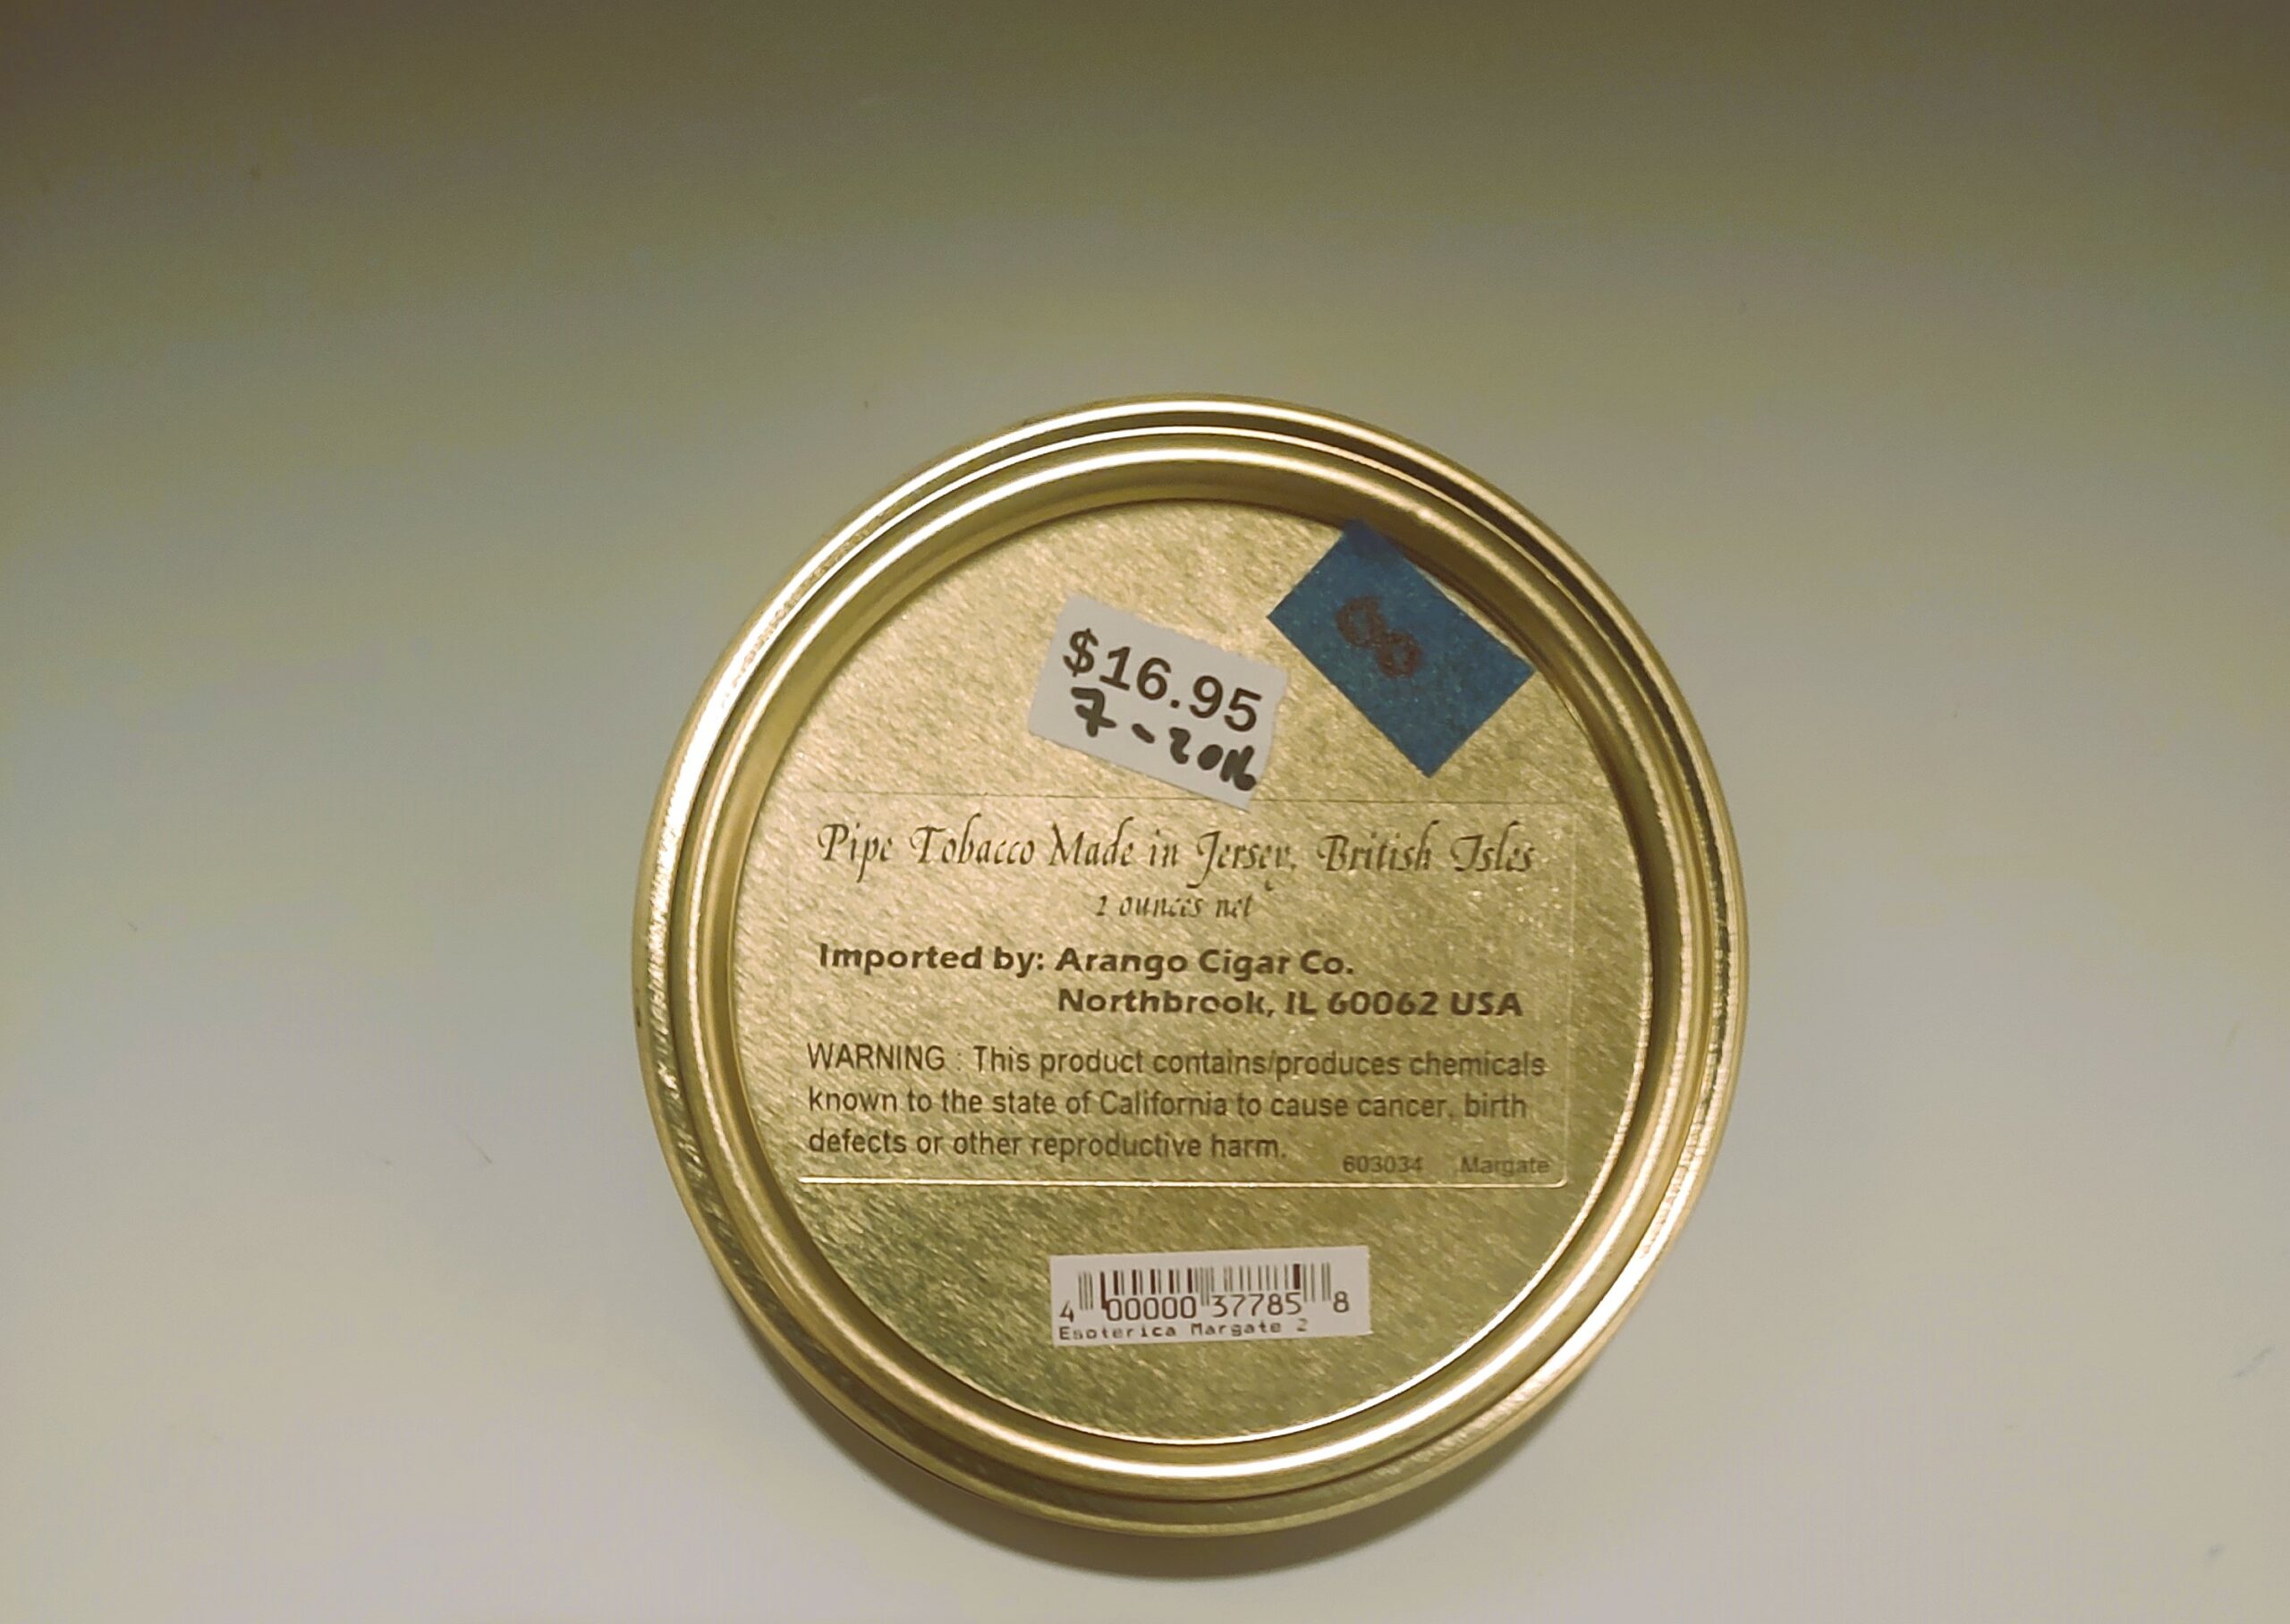 8
$16.95
7-2016
Pipe Tobacco Made in Jersey, British Isles
2 ounces net
Imported by: Arango Cigar Co.
Northbrook, IL 60062 USA
WARNING : This product contains/produces chemicals
known to the state of California to cause cancer, birth
defects or other reproductive harm.
603034 Margate
4 00000 37785 8
Esoterica Margate 2